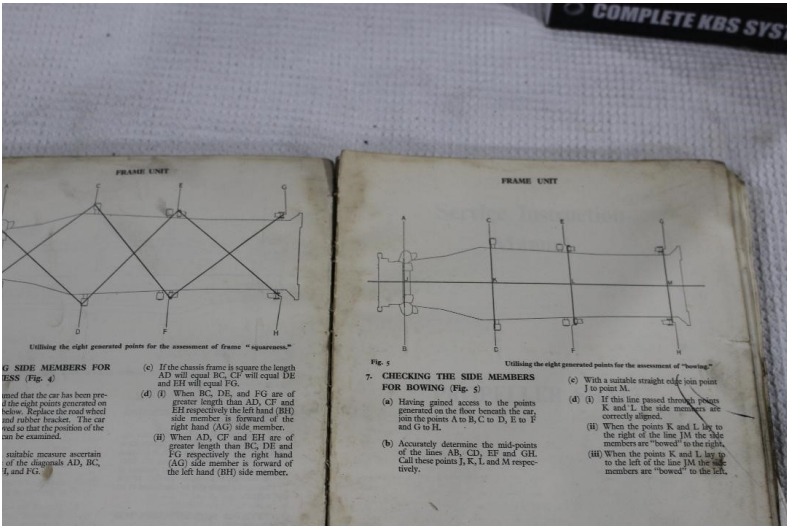 COMPLETE KBS SYST
FRAME UNIT
A
C
E
G
D
F
H
Utilising the eight generated points for the assessment of frame "squareness."
G SIDE MEMBERS FOR
ESS (Fig. 4)
med that the car has been pre-
d the eight points generated on
below. Replace the road wheel
and rubber bracket. The car
wed so that the position of the
can be examined.
suitable measure ascertain
of the diagonals AD, BC,
and FG.
(c) If the chassis frame is square the length
AD will equal BC, CF will equal DE
and EH will equal FG.
(d) (i) When BC, DE, and FG are of
greater length than AD, CF and
EH respectively the left hand (BH)
side member is forward of the
right hand (AG) side member.
(ii) When AD, CF and EH are of
greater length than BC, DE and
FG respectively the right hand
(AG) side member is forward of
the left hand (BH) side member.
FRAME UNIT
A
C
E
G
B
D
F
H
Fig. 5
Utilising the eight generated points for the assessment of "bowing."
7. CHECKING THE SIDE MEMBERS
FOR BOWING (Fig. 5)
(a) Having gained access to the points
generated on the floor beneath the car,
join the points A to B, C to D, E to F
and G to H.
(b) Accurately determine the mid-points
of the lines AB, CD, EF and GH.
Call these points J, K, L and M respec-
tively.
(c) With a suitable straight edge join point
J to point M.
(d) (i) If this line passed through points
K and L the side members are
correctly aligned.
(ii) When the points K and L lay to
the right of the line JM the side
members are "bowed" to the right.
(iii) When the points K and L lay to
to the left of the line JM the side
members are "bowed" to the left.